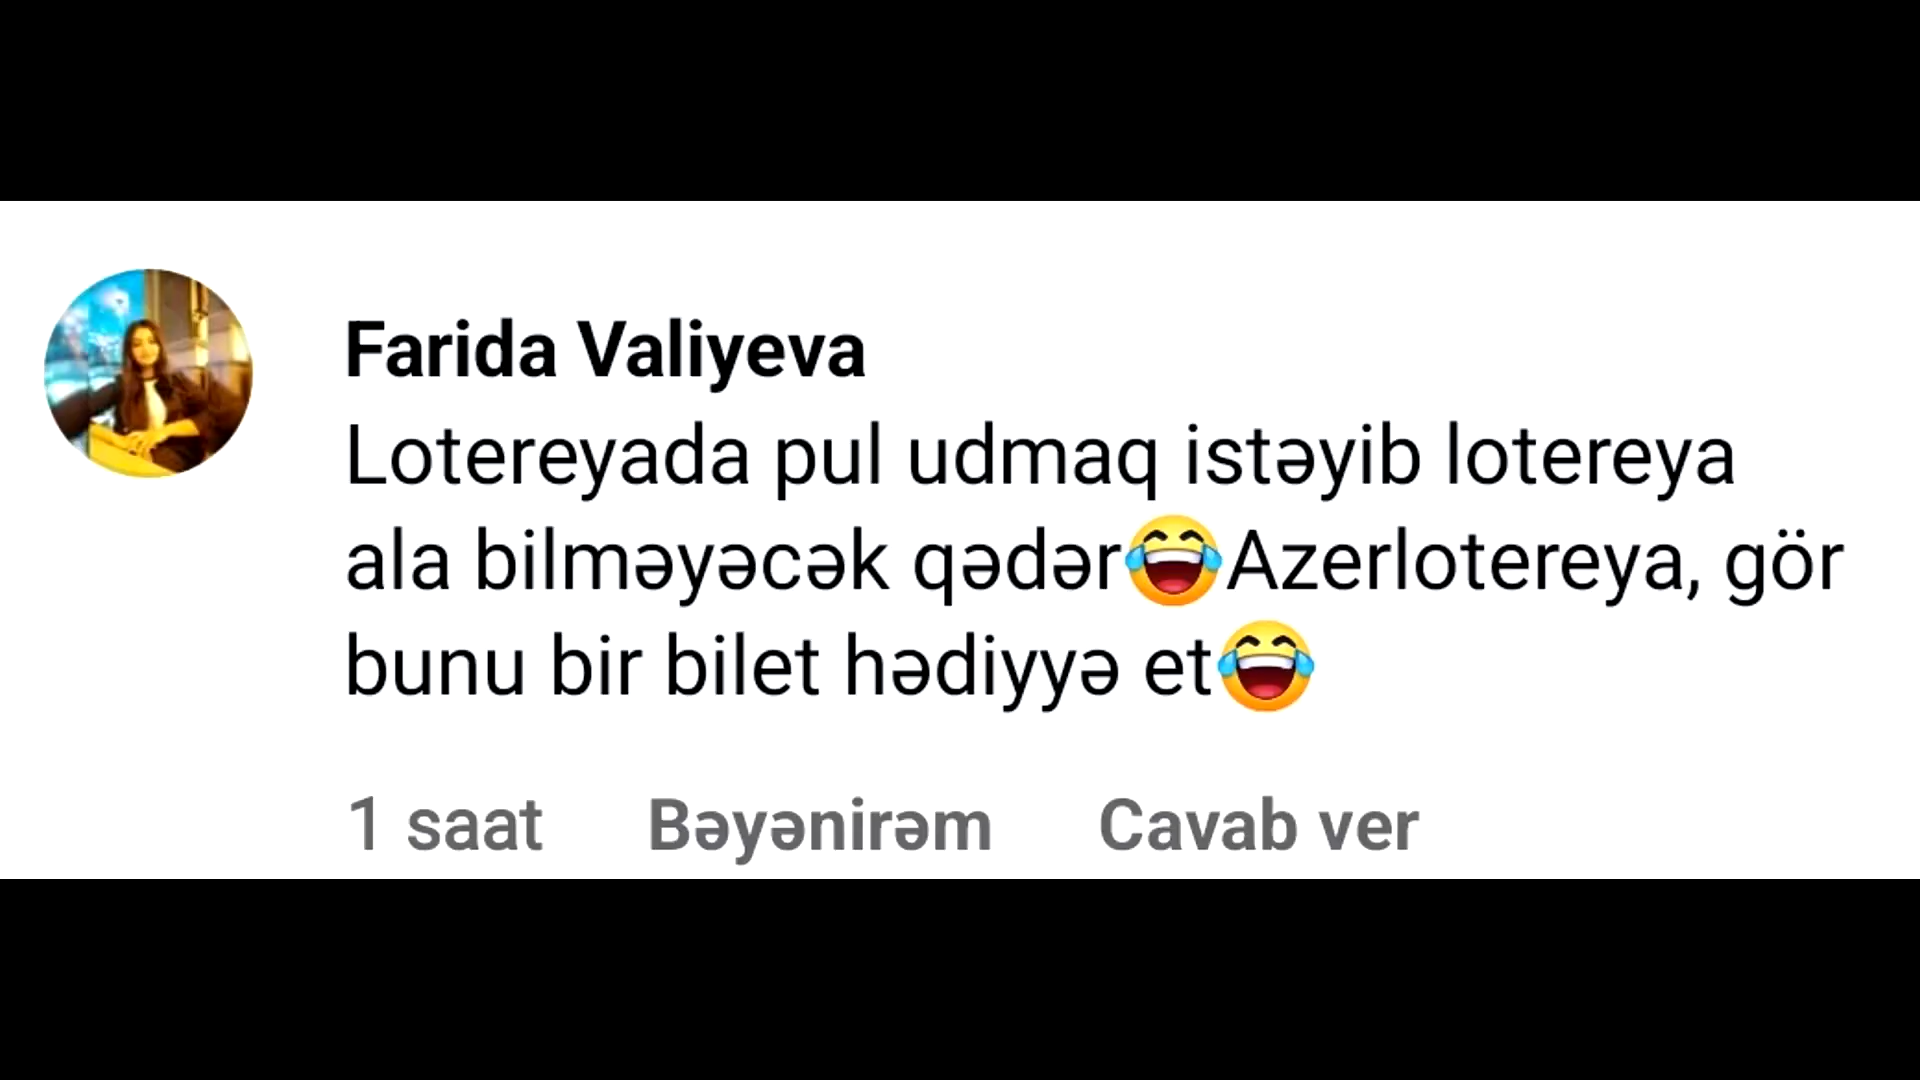 Farida Valiyeva
Lotereyada pul udmaq istəyib lotereya
ala bilməyəcək qədər😂Azerlotereya, gör
bunu bir bilet hədiyyə et😂
1 saat Bəyənirəm Cavab ver